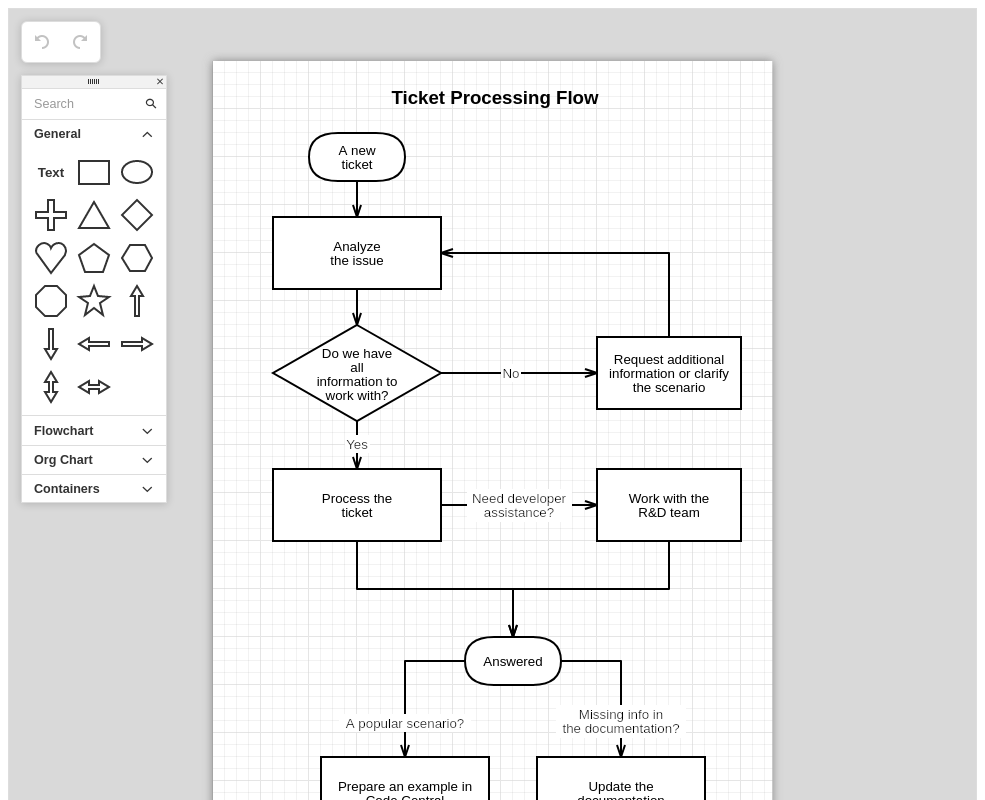 Search
General
Text
Flowchart
Org Chart
Containers
Ticket Processing Flow
A new
ticket
Analyze
the issue
Do we have
all
information to
work with?
No
Request additional
information or clarify
the scenario
Yes
Process the
ticket
Need developer
assistance?
Work with the
R&D team
Answered
A popular scenario?
Missing info in
the documentation?
Prepare an example in
Code Central
Update the
documentation